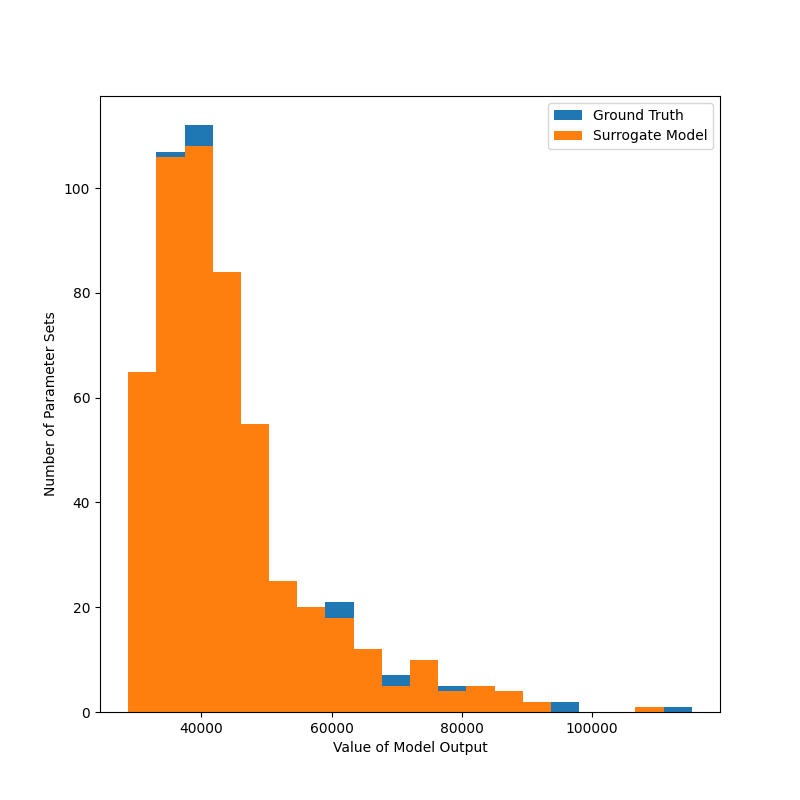 Ground Truth
Surrogate Model
100
80
60
40
20
0
40000 60000 80000 100000
Value of Model Output
Number of Parameter Sets